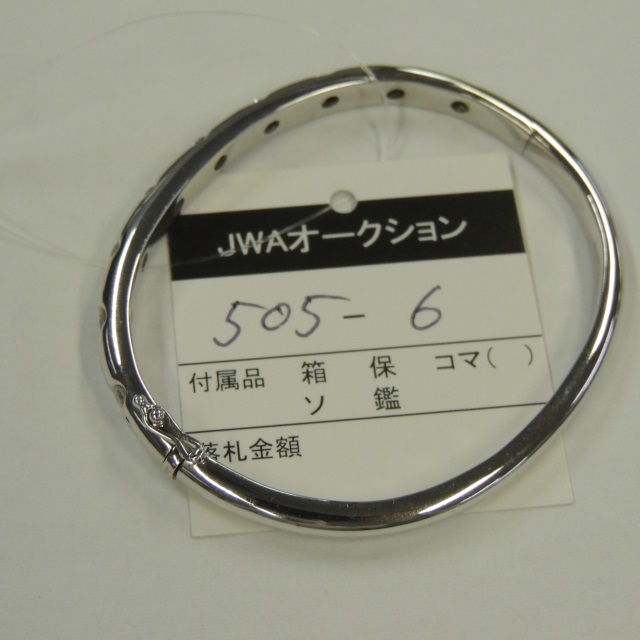 JWAオークション
505-6
付属品 箱 保 コマ( )
ソ 鑑
落札金額